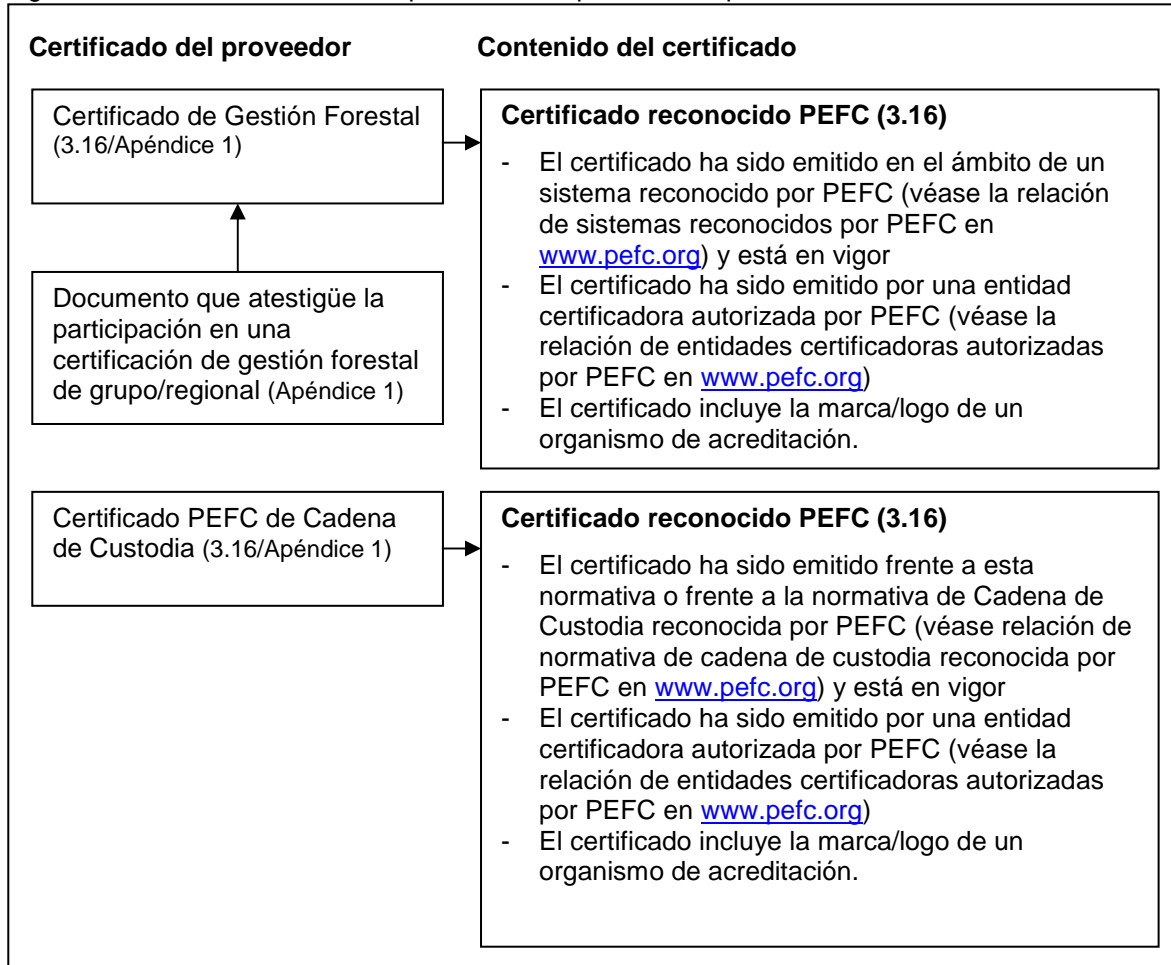 Certificado del proveedor
Contenido del certificado
Certificado de Gestión Forestal
(3.16/Apéndice 1)
Documento que atestigüe la
participación en una
certificación de gestión forestal
de grupo/regional (Apéndice 1)
Certificado reconocido PEFC (3.16)
- El certificado ha sido emitido en el ámbito de un
sistema reconocido por PEFC (véase la relación
de sistemas reconocidos por PEFC en
www.pefc.org) y está en vigor
- El certificado ha sido emitido por una entidad
certificadora autorizada por PEFC (véase la
relación de entidades certificadoras autorizadas
por PEFC en www.pefc.org)
- El certificado incluye la marca/logo de un
organismo de acreditación.
Certificado PEFC de Cadena
de Custodia (3.16/Apéndice 1)
Certificado reconocido PEFC (3.16)
- El certificado ha sido emitido frente a esta
normativa o frente a la normativa de Cadena de
Custodia reconocida por PEFC (véase relación de
normativa de cadena de custodia reconocida por
PEFC en www.pefc.org) y está en vigor
- El certificado ha sido emitido por una entidad
certificadora autorizada por PEFC (véase la
relación de entidades certificadoras autorizadas
por PEFC en www.pefc.org)
- El certificado incluye la marca/logo de un
organismo de acreditación.